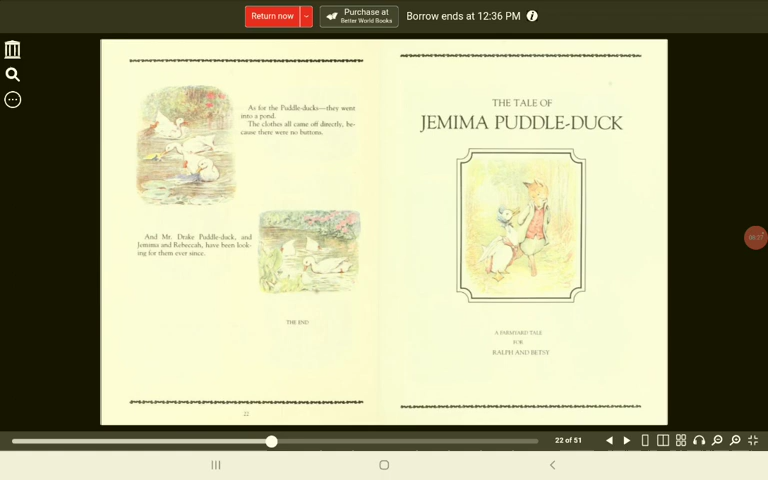 Return now
Purchase at
Better World Books
Borrow ends at 12:36 PM
As for the Puddle-ducks—they went
into a pond.
The clothes all came off directly, be-
cause there were no buttons.
And Mr. Drake Puddle-duck, and
Jemima and Rebeccah, have been look-
ing for them ever since.
THE END
22
THE TALE OF
JEMIMA PUDDLE-DUCK
A FARMYARD TALE
FOR
RALPH AND BETSY
22 of 51